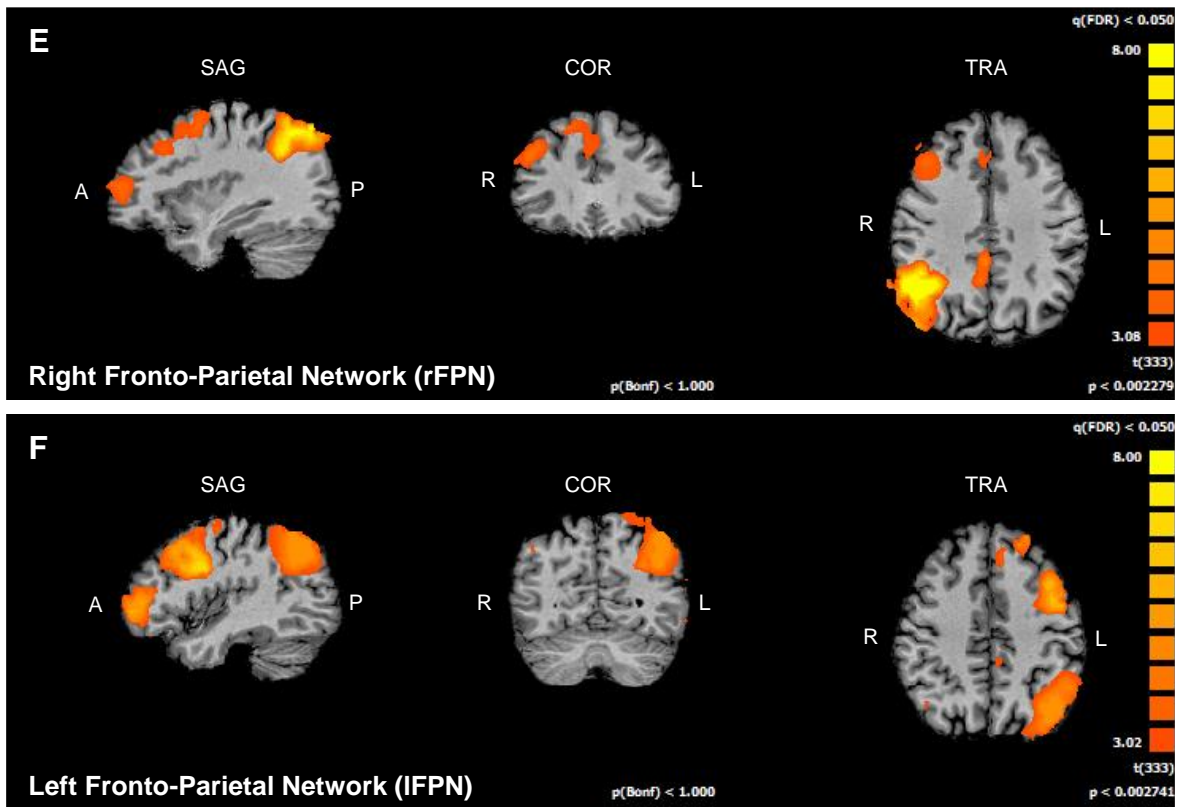 E
q(FDR) < 0.050
SAG COR TRA
8.00
A P R L R L
3.08
t(333)
Right Fronto-Parietal Network (rFPN)
p(Bonf) < 1.000
p < 0.002279
F
q(FDR) < 0.050
SAG COR TRA
8.00
A P R L R L
3.02
t(333)
Left Fronto-Parietal Network (lFPN)
p(Bonf) < 1.000
p < 0.002741